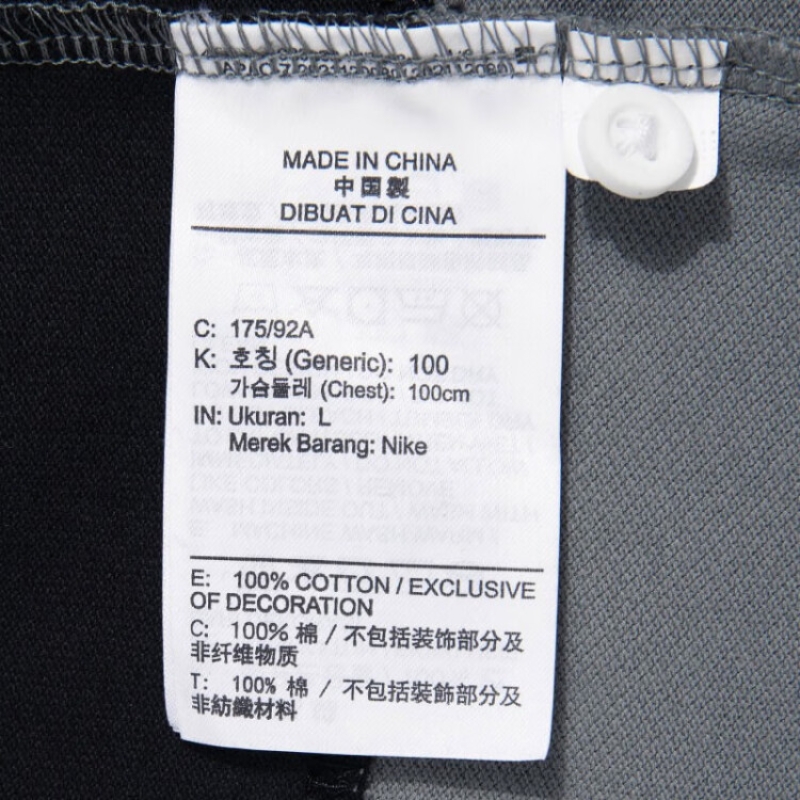 MADE IN CHINA
中国製
DIBUAT DI CINA
C: 175/92A
K: 호칭 (Generic): 100
가슴둘레 (Chest): 100cm
IN: Ukuran: L
Merek Barang: Nike
E: 100% COTTON / EXCLUSIVE
OF DECORATION
C: 100% 棉 / 不包括装饰部分及
非纤维物质
T: 100% 棉 / 不包括裝飾部分及
非紡織材料